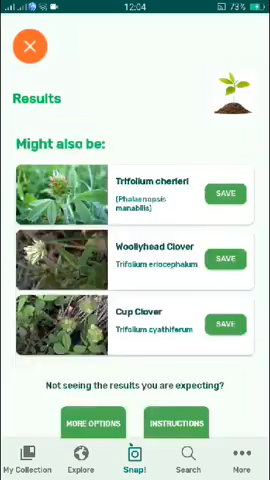 12:04
73%
Results
Might also be:
Trifolium cherleri
(Phalaenopsis
manabilis)
SAVE
Woollyhead Clover
Trifolium eriocephalum
SAVE
Cup Clover
Trifolium cyathiferum
SAVE
Not seeing the results you are expecting?
MORE OPTIONS
INSTRUCTIONS
My Collection
Explore
Snap!
Search
More